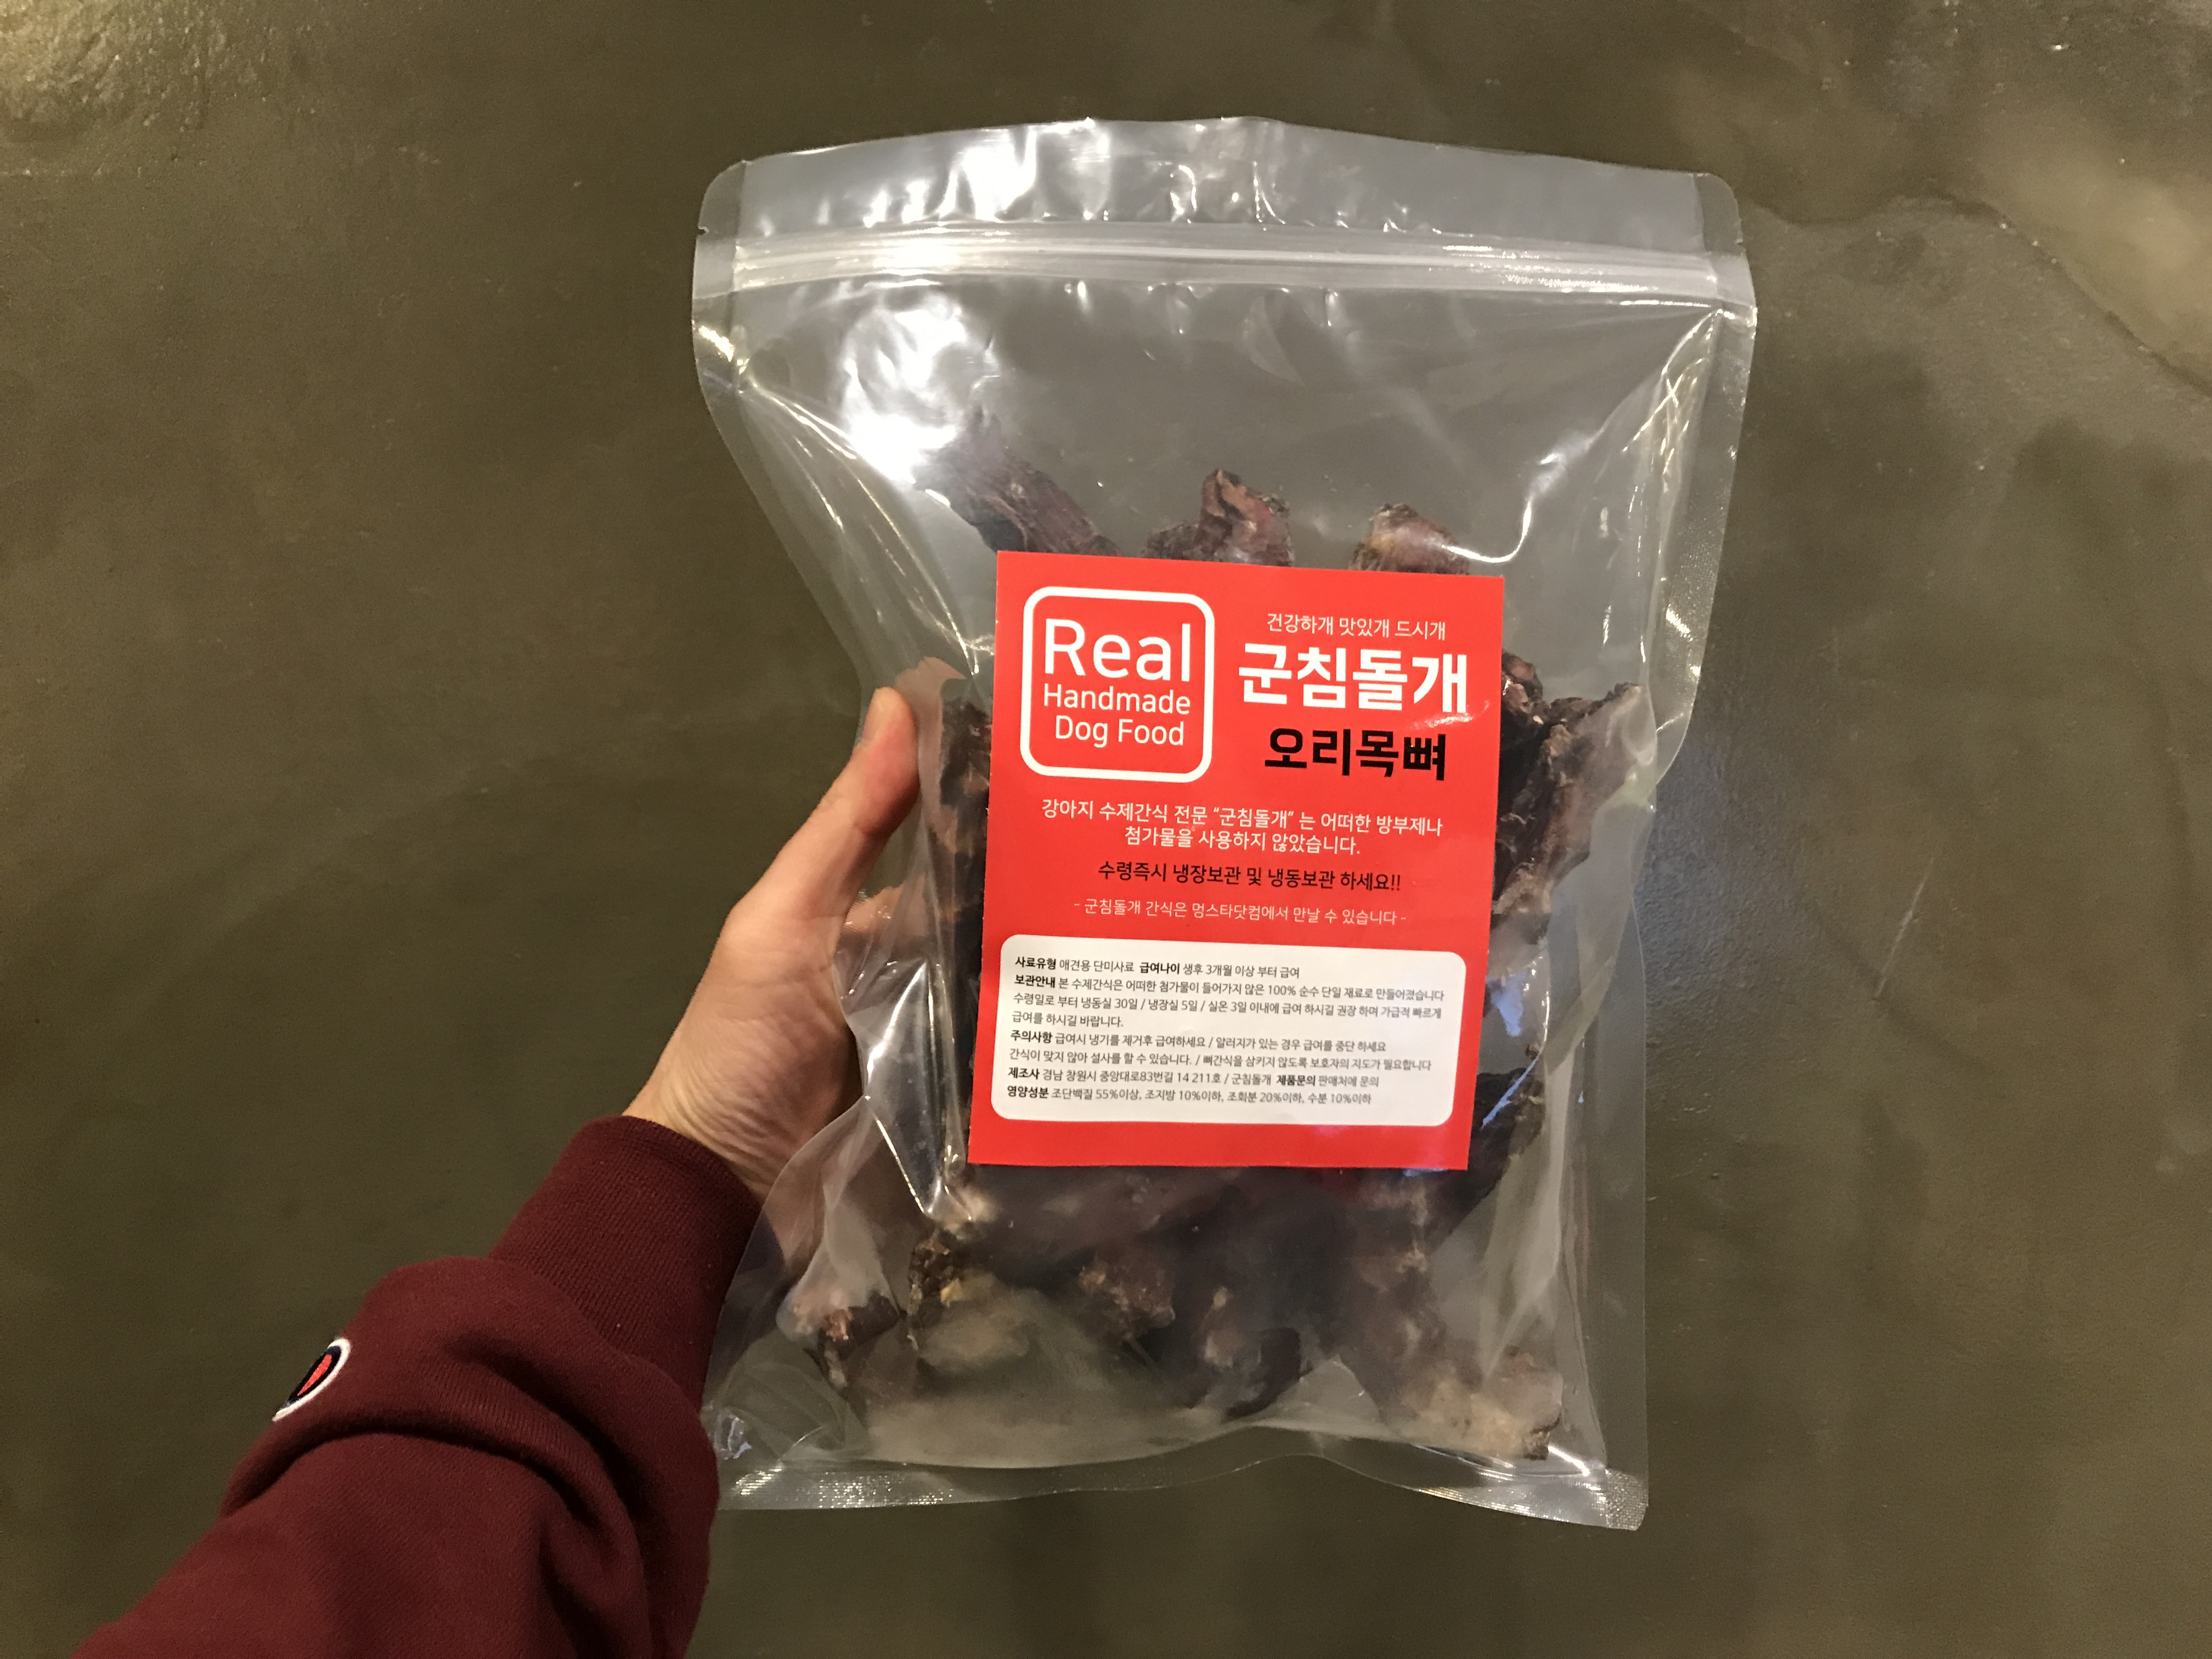 Real
Handmade
Dog Food
건강하개 맛있개 드시개
군침돌개
오리목뼈
강아지 수제간식 전문 “군침돌개” 는 어떠한 방부제나
첨가물을 사용하지 않았습니다.
수령즉시 냉장보관 및 냉동보관 하세요!!
- 군침돌개 간식은 멍스타닷컴에서 만날 수 있습니다 -
사료유형 애견용 단미사료 급여나이 생후 3개월 이상 부터 급여
보관안내 본 수제간식은 어떠한 첨가물이 들어가지 않은 100% 순수 단일 재료로 만들어졌습니다
수령일로 부터 냉동실 30일 / 냉장실 5일 / 실온 3일 이내에 급여 하시길 권장 하며 가급적 빠르게
급여를 하시길 바랍니다.
주의사항 급여시 냉기를 제거후 급여하세요 / 알러지가 있는 경우 급여를 중단 하세요
간식이 맞지 않아 설사를 할 수 있습니다. / 뼈간식을 삼키지 않도록 보호자의 지도가 필요합니다
제조사 경남 창원시 중앙대로83번길 14 211호 / 군침돌개 제품문의 판매처에 문의
영양성분 조단백질 55%이상, 조지방 10%이하, 조회분 20%이하, 수분 10%이하